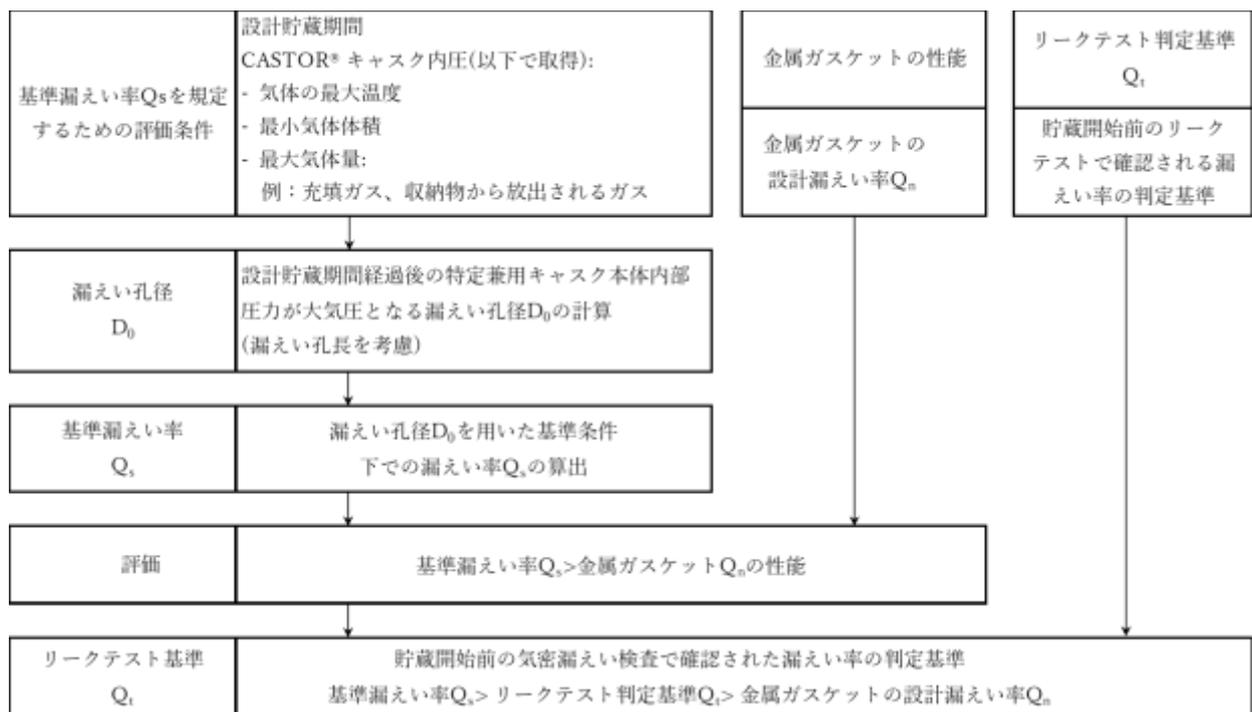 基準漏えい率Qsを規定
するための評価条件
設計貯蔵期間
CASTOR® キャスク内圧(以下で取得):
- 気体の最大温度
- 最小気体体積
- 最大気体量:
例：充填ガス、収納物から放出されるガス
金属ガスケットの性能
金属ガスケットの
設計漏えい率Qn
リークテスト判定基準
Qt
貯蔵開始前のリーク
テストで確認される漏
えい率の判定基準
漏えい孔径
D0
設計貯蔵期間経過後の特定兼用キャスク本体内部
圧力が大気圧となる漏えい孔径D0の計算
(漏えい孔長を考慮)
基準漏えい率
Qs
漏えい孔径D0を用いた基準条件
下での漏えい率Qsの算出
評価
基準漏えい率Qs>金属ガスケットQnの性能
リークテスト基準
Qt
貯蔵開始前の気密漏えい検査で確認された漏えい率の判定基準
基準漏えい率Qs> リークテスト判定基準Qt> 金属ガスケットの設計漏えい率Qn